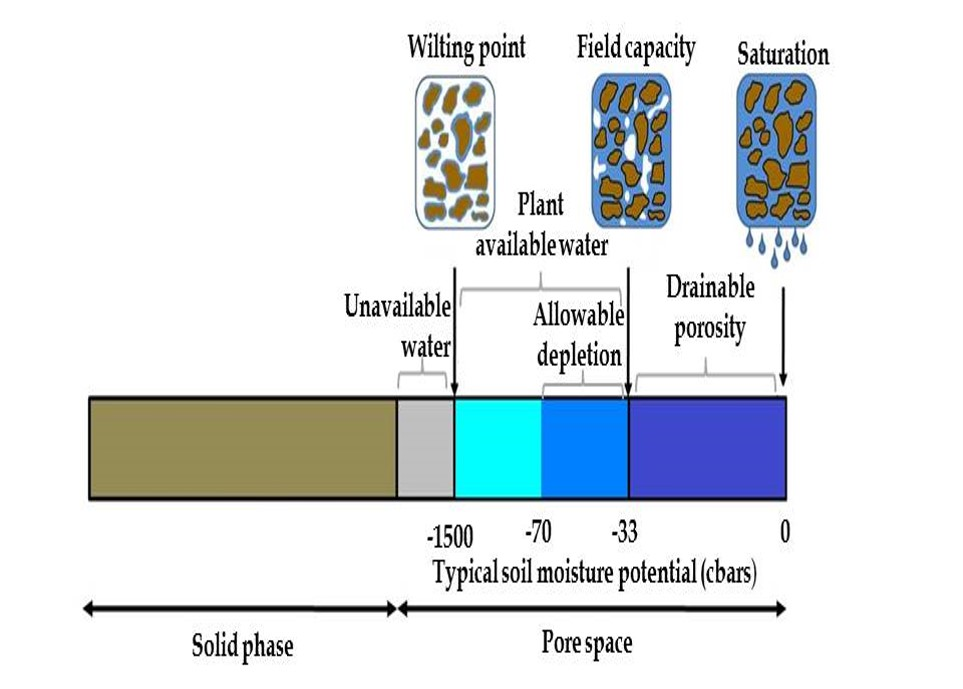 Wilting point
Field capacity
Saturation
Plant
available water
Unavailable
water
Allowable
depletion
Drainable
porosity
-1500
-70
-33
0
Typical soil moisture potential (cbars)
Solid phase
Pore space